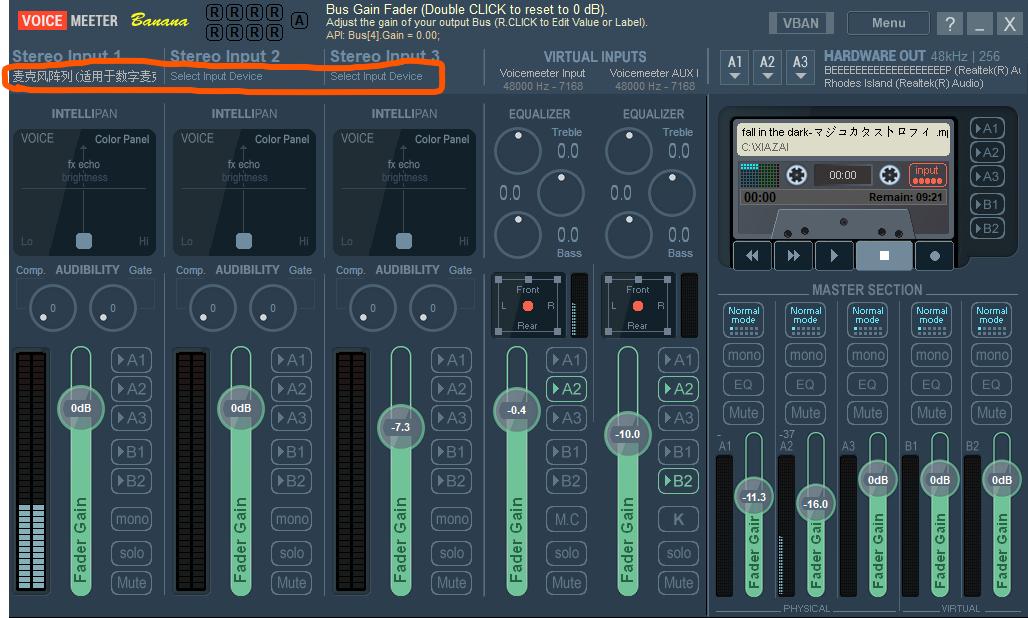 VOICE MEETER Banana
R R R R
R R R R
A
Bus Gain Fader (Double CLICK to reset to 0 dB).
Adjust the gain of your output Bus (R.CLICK to Edit Value or Label).
API: Bus[4].Gain = 0.00;
VBAN
Menu
?
_
X
Stereo Input 1
麦克风阵列 (适用于数字麦
Stereo Input 2
Select Input Device
Stereo Input 3
Select Input Device
VIRTUAL INPUTS
Voicemeeter Input
48000 Hz - 7168
Voicemeeter AUX I
48000 Hz - 7168
A1 A2 A3
HARDWARE OUT 48kHz | 256
BEEEEEEEEEEEEEEEEEEEP (Realtek(R) Au
Rhodes Island (Realtek(R) Audio)
INTELLIPAN
VOICE Color Panel
fx echo
brightness
Lo Hi
INTELLIPAN
VOICE Color Panel
fx echo
brightness
Lo Hi
INTELLIPAN
VOICE Color Panel
fx echo
brightness
Lo Hi
EQUALIZER
Treble
0.0
0.0
0.0
Bass
EQUALIZER
Treble
0.0
0.0
0.0
Bass
fall in the dark-マジュカタストロフィ .mp
C:\XIAZAI
00:00
input
00:00 Remain: 09:21
A1
A2
A3
B1
B2
Comp. AUDIBILITY Gate
0 0
Comp. AUDIBILITY Gate
0 0
Comp. AUDIBILITY Gate
0 0
Front
L R
Rear
Front
L R
Rear
0dB
Fader Gain
A1
A2
A3
B1
B2
mono
solo
Mute
0dB
Fader Gain
A1
A2
A3
B1
B2
mono
solo
Mute
-7.3
Fader Gain
A1
A2
A3
B1
B2
mono
solo
Mute
-0.4
Fader Gain
A1
A2
A3
B1
B2
M.C
solo
Mute
-10.0
Fader Gain
A1
A2
A3
B1
B2
K
solo
Mute
MASTER SECTION
Normal mode
mono
EQ
Mute
Normal mode
mono
EQ
Mute
Normal mode
mono
EQ
Mute
Normal mode
mono
EQ
Mute
Normal mode
mono
EQ
Mute
-
A1
-11.3
Fader Gain
-37
A2
-16.0
Fader Gain
A3
0dB
Fader Gain
B1
0dB
Fader Gain
B2
0dB
Fader Gain
PHYSICAL
VIRTUAL